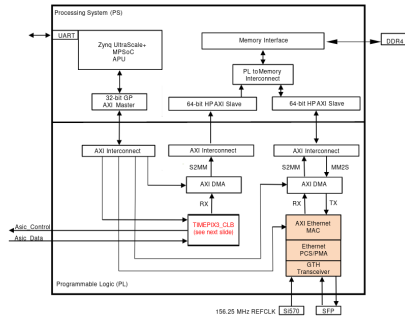 Processing System (PS)
UART
Zynq UltraScale+
MPSoC
APU
Memory Interface
DDR4
PL toMemory
Interconnect
32-bit GP
AXI Master
64-bit HP AXI Slave
64-bit HP AXI Slave
AXI Interconnect
AXI Interconnect
AXI Interconnect
S2MM
S2MM
MM2S
AXI DMA
AXI DMA
RX
RX
TX
Asic_Control
Asic_Data
TIMEPIX3_CLB
(see next slide)
AXI Ethernet
MAC
Ethernet
PCS/PMA
GTH
Transceiver
Programmable Logic (PL)
156.25 MHz REFCLK
Si570
SFP